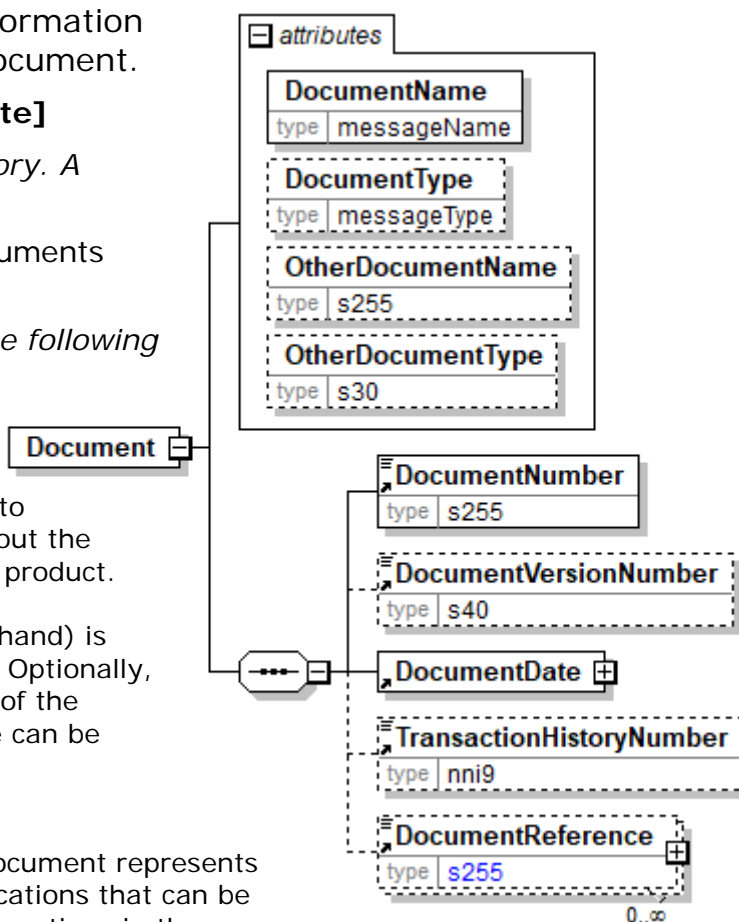 ormation
ocument.
te]
ory. A
uments
e following
to
out the
product.
hand) is
Optionally,
of the
e can be
ocument represents
cations that can be
attributes
DocumentName
type messageName
DocumentType
type messageType
OtherDocumentName
type s255
OtherDocumentType
type s30
Document
DocumentNumber
type s255
DocumentVersionNumber
type s40
DocumentDate
TransactionHistoryNumber
type nni9
DocumentReference
type s255
0..∞